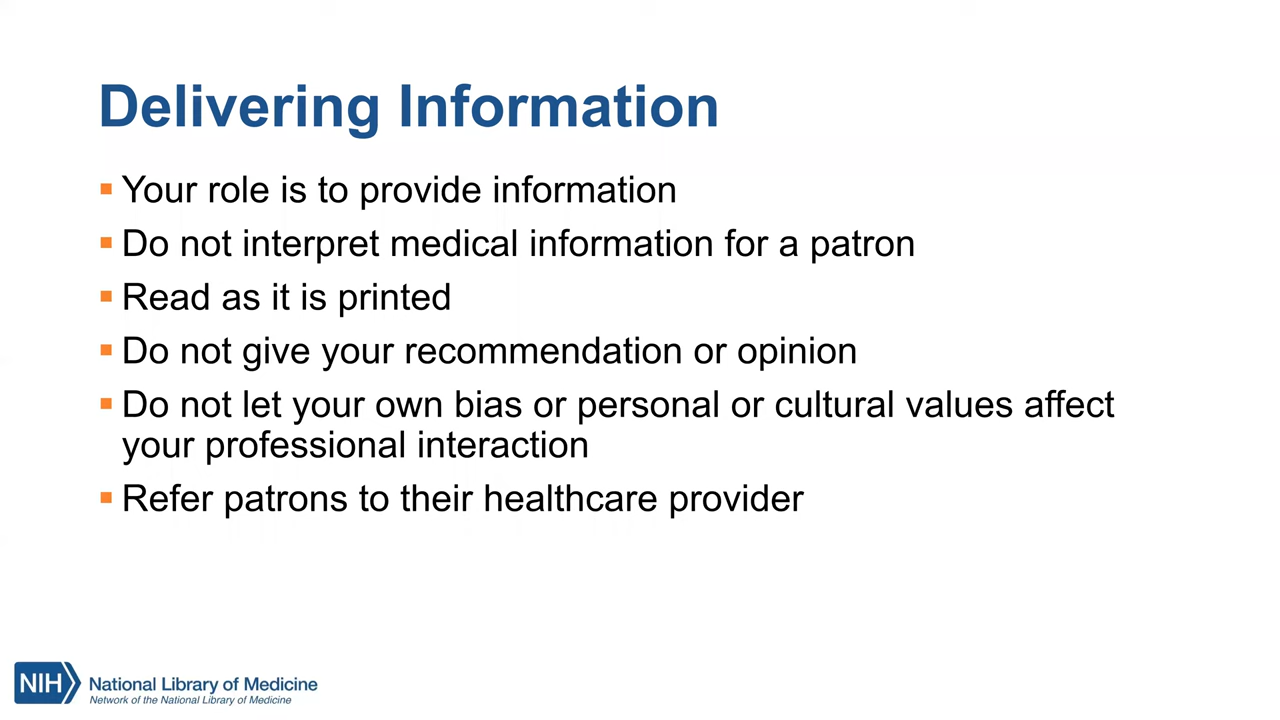 Delivering Information
Your role is to provide information
Do not interpret medical information for a patron
Read as it is printed
Do not give your recommendation or opinion
Do not let your own bias or personal or cultural values affect
your professional interaction
Refer patrons to their healthcare provider
NIH
National Library of Medicine
Network of the National Library of Medicine